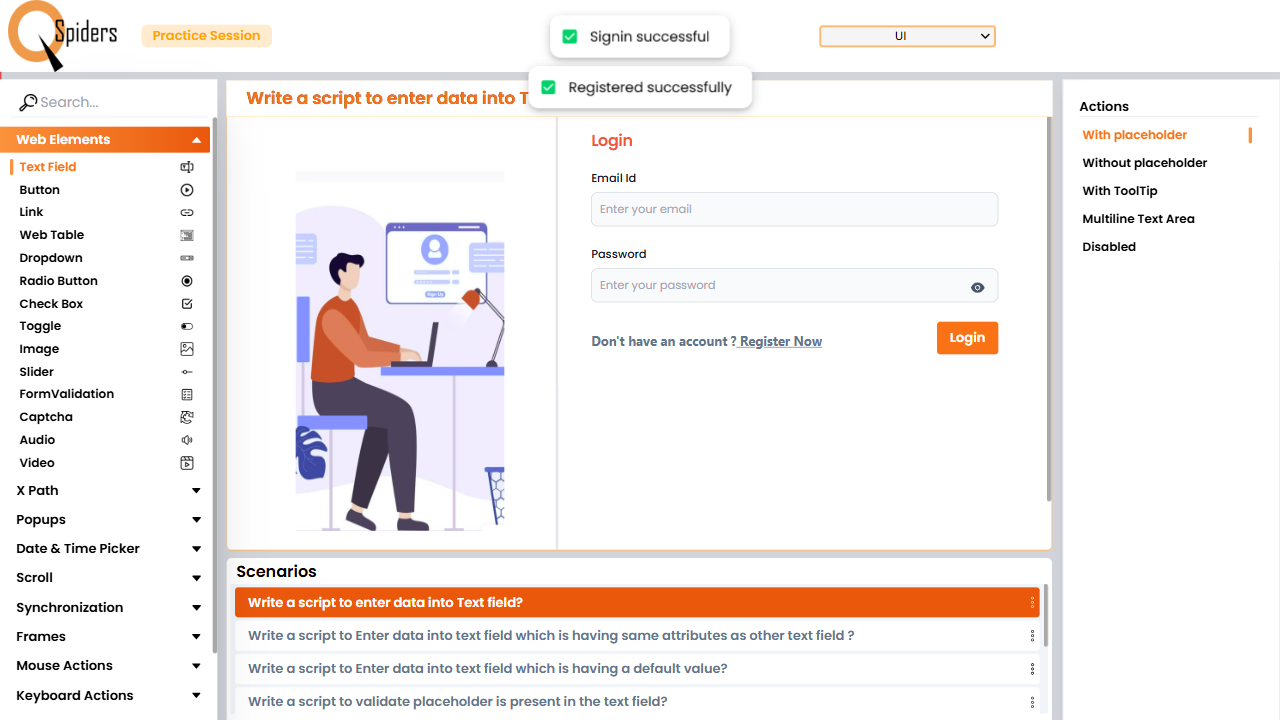 Spiders
Practice Session
Signin successful
UI
Registered successfully
Search...
Web Elements
Text Field
Button
Link
Web Table
Dropdown
Radio Button
Check Box
Toggle
Image
Slider
FormValidation
Captcha
Audio
Video
X Path
Popups
Date & Time Picker
Scroll
Synchronization
Frames
Mouse Actions
Keyboard Actions
Write a script to enter data into T
Login
Email Id
Enter your email
Password
Enter your password
Don't have an account ? Register Now
Login
Sign Up
Scenarios
Write a script to enter data into Text field?
Write a script to Enter data into text field which is having same attributes as other text field ?
Write a script to Enter data into text field which is having a default value?
Write a script to validate placeholder is present in the text field?
Actions
With placeholder
Without placeholder
With ToolTip
Multiline Text Area
Disabled